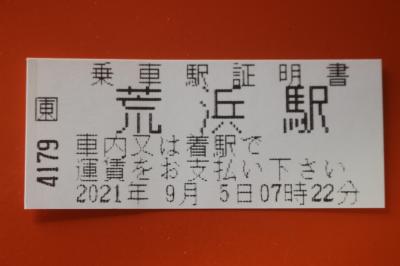 乗車駅証明書
荒浜駅
車内又は着駅で
運賃をお支払い下さい
2021年 9月 5日07時22分
東
4179